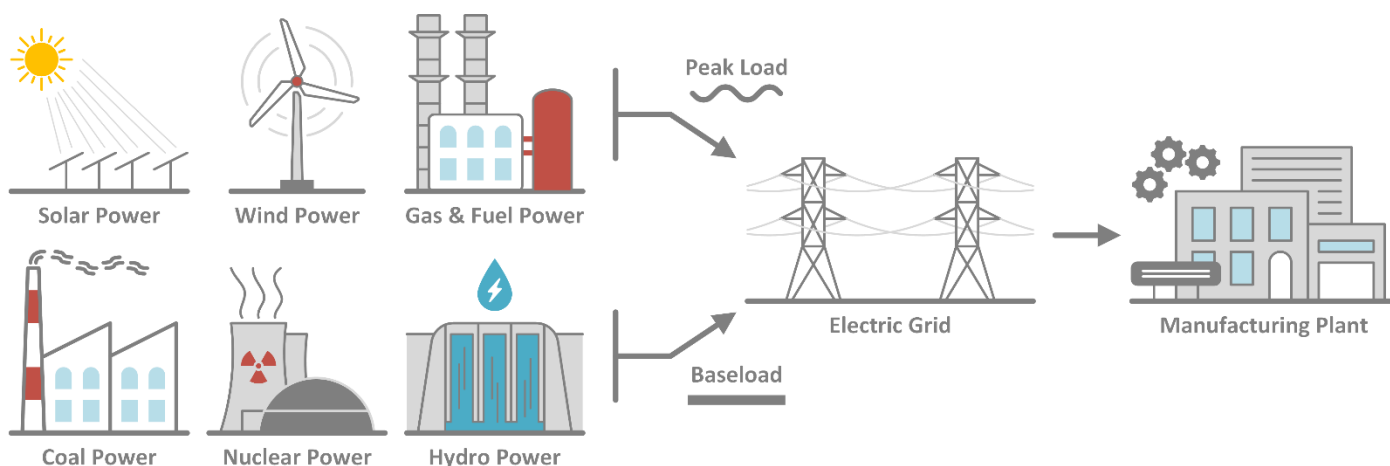 Solar Power
Wind Power
Gas & Fuel Power
Peak Load
Coal Power
Nuclear Power
Hydro Power
Baseload
Electric Grid
Manufacturing Plant